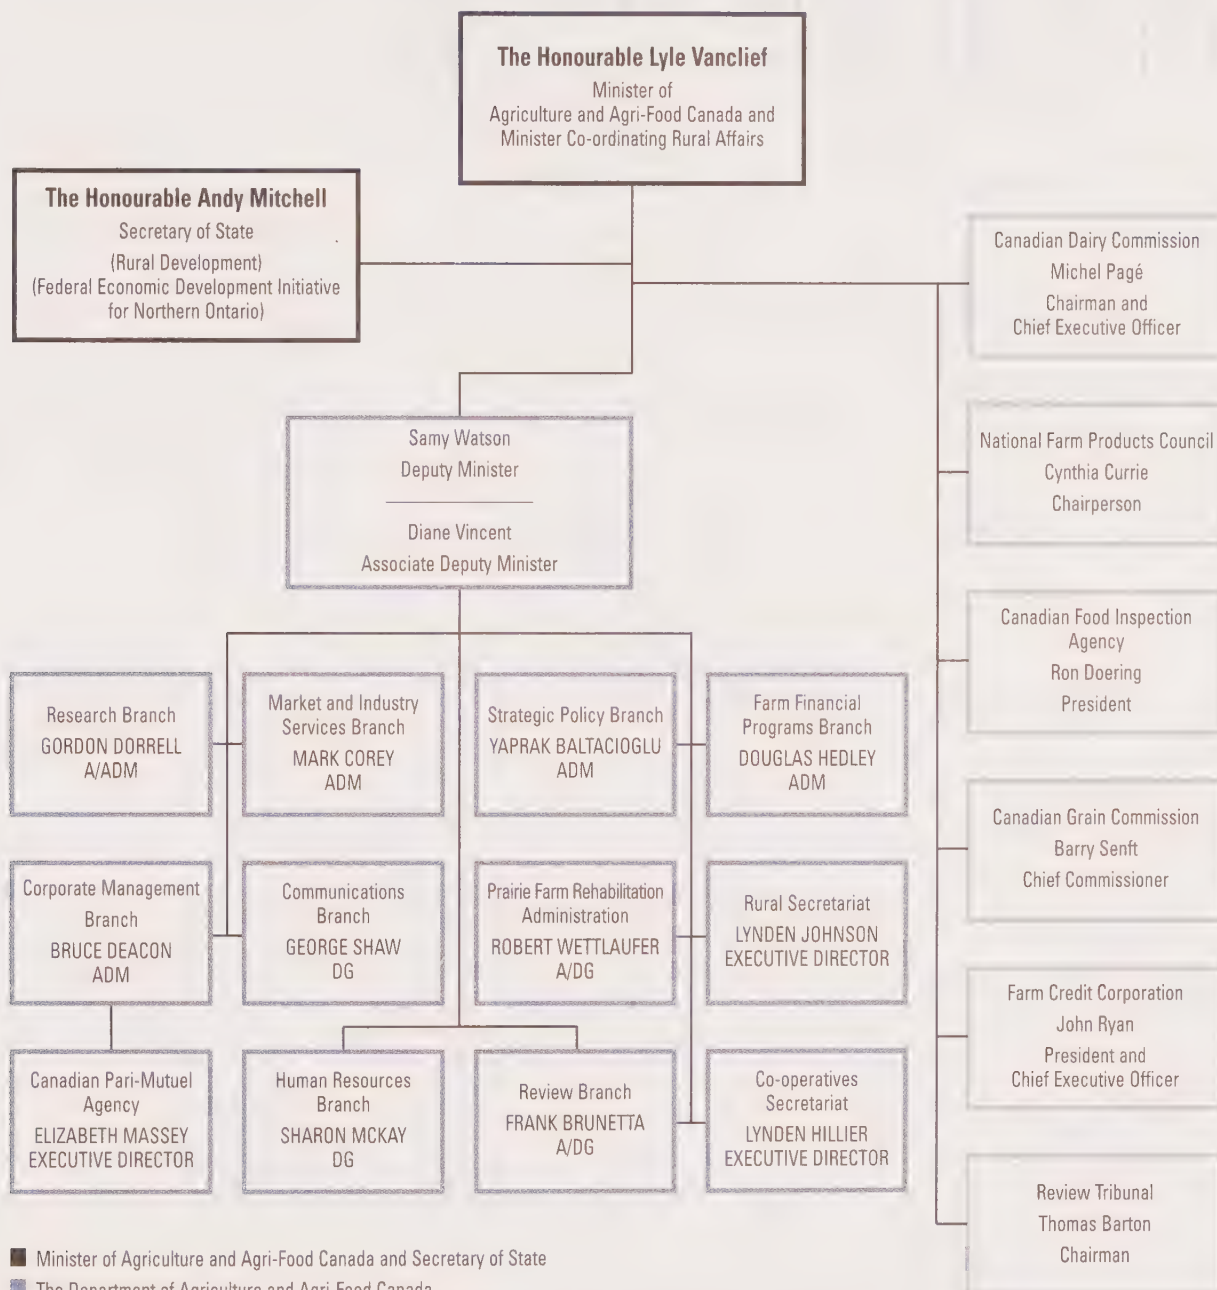 The Honourable Lyle Vanclief
Minister of
Agriculture and Agri-Food Canada and
Minister Co-ordinating Rural Affairs
The Honourable Andy Mitchell
Secretary of State
(Rural Development)
(Federal Economic Development Initiative
for Northern Ontario)
Canadian Dairy Commission
Michel Pagé
Chairman and
Chief Executive Officer
Samy Watson
Deputy Minister
Diane Vincent
Associate Deputy Minister
National Farm Products Council
Cynthia Currie
Chairperson
Canadian Food Inspection
Agency
Ron Doering
President
Research Branch
GORDON DORRELL
A/ADM
Market and Industry
Services Branch
MARK COREY
ADM
Strategic Policy Branch
YAPRAK BALTACIOGLU
ADM
Farm Financial
Programs Branch
DOUGLAS HEDLEY
ADM
Canadian Grain Commission
Barry Senft
Chief Commissioner
Corporate Management
Branch
BRUCE DEACON
ADM
Communications
Branch
GEORGE SHAW
DG
Prairie Farm Rehabilitation
Administration
ROBERT WETTLAUFER
A/DG
Rural Secretariat
LYNDEN JOHNSON
EXECUTIVE DIRECTOR
Farm Credit Corporation
John Ryan
President and
Chief Executive Officer
Canadian Pari-Mutuel
Agency
ELIZABETH MASSEY
EXECUTIVE DIRECTOR
Human Resources
Branch
SHARON MCKAY
DG
Review Branch
FRANK BRUNETTA
A/DG
Co-operatives
Secretariat
LYNDEN HILLIER
EXECUTIVE DIRECTOR
Review Tribunal
Thomas Barton
Chairman
Minister of Agriculture and Agri-Food Canada and Secretary of State
The Department of Agriculture and Agri-Food Canada